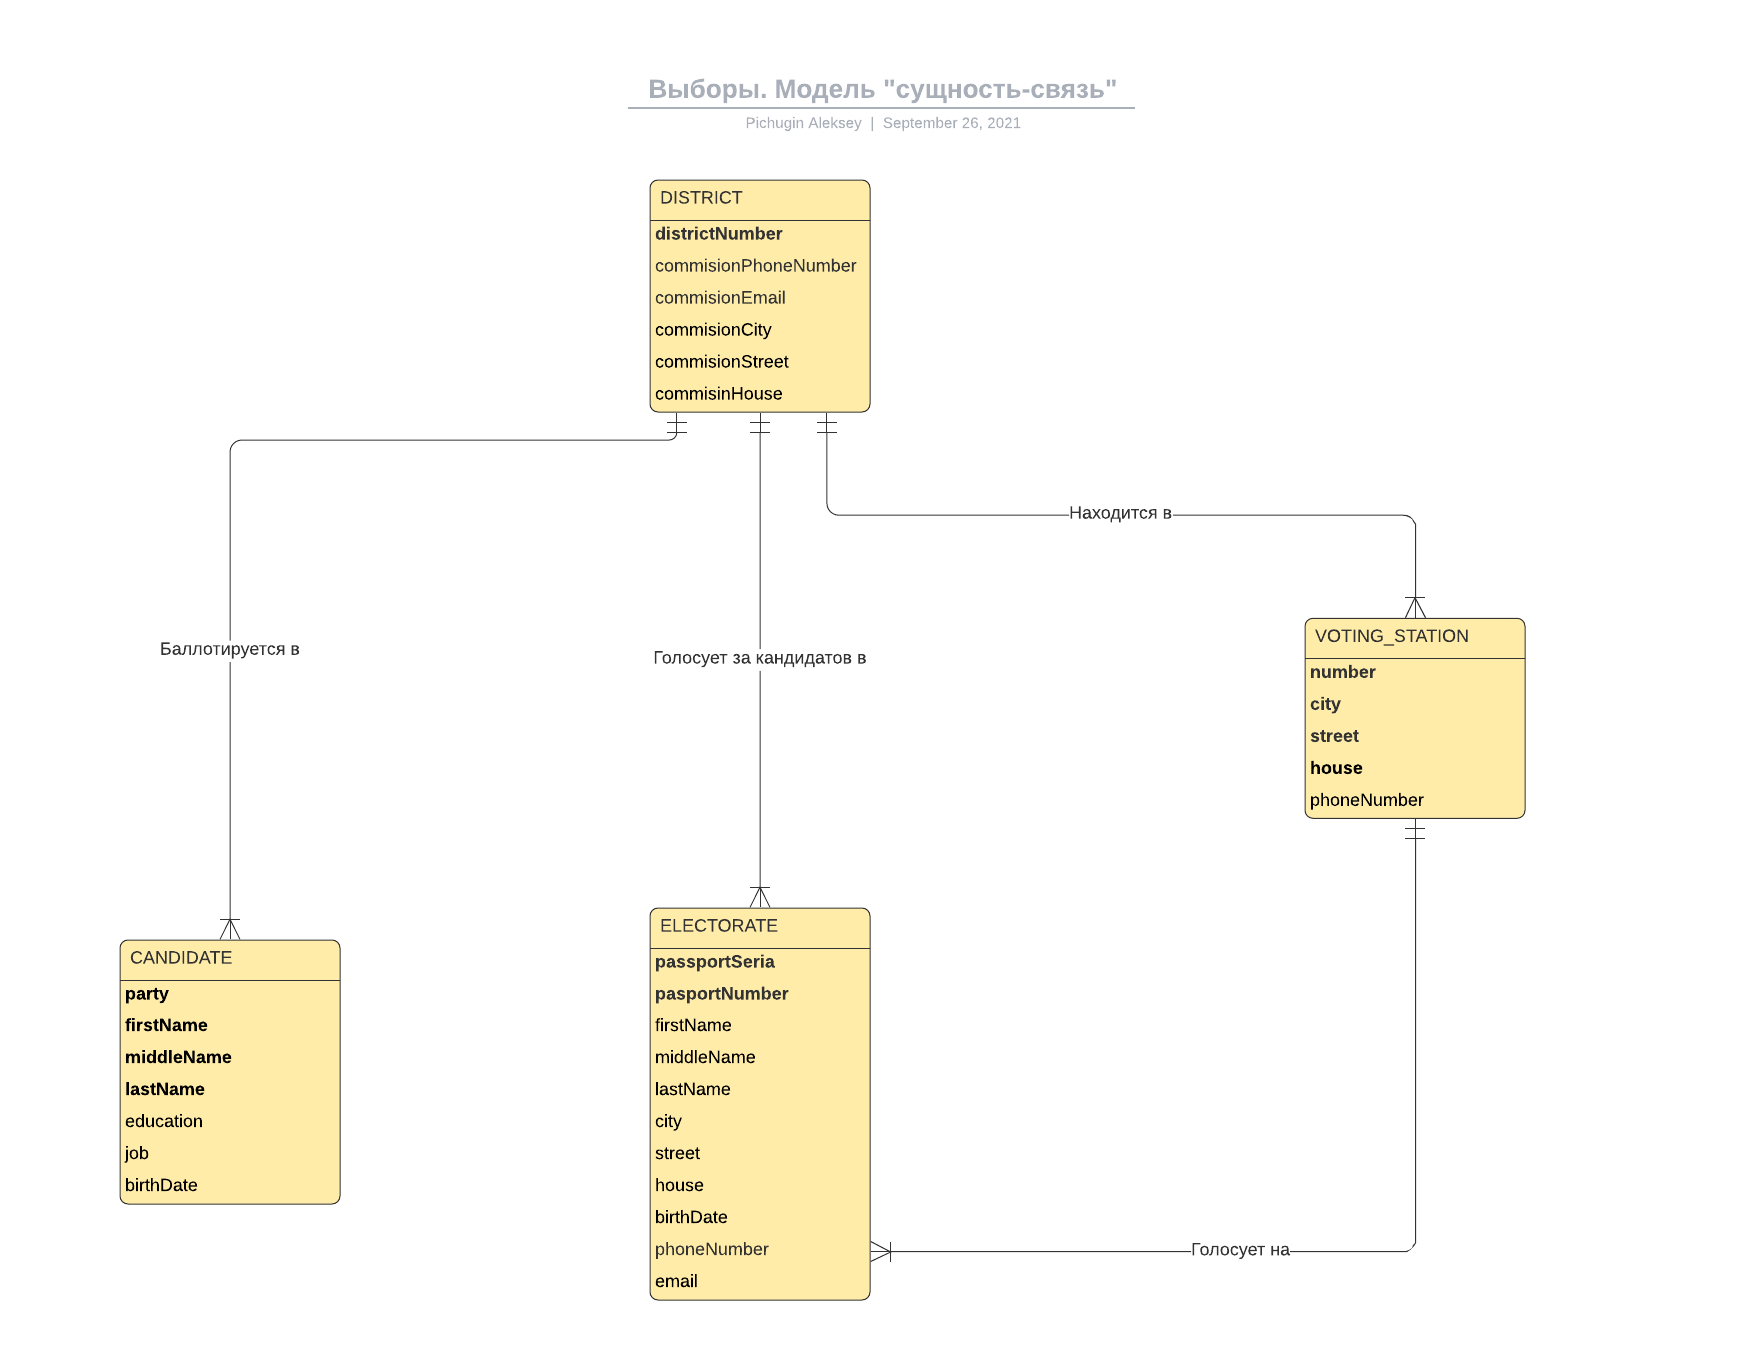 Выборы. Модель "сущность-связь"
Pichugin Aleksey | September 26, 2021
DISTRICT
districtNumber
commisionPhoneNumber
commisionEmail
commisionCity
commisionStreet
commisinHouse
Находится в
Баллотируется в
Голосует за кандидатов в
VOTING_STATION
number
city
street
house
phoneNumber
CANDIDATE
party
firstName
middleName
lastName
education
job
birthDate
ELECTORATE
passportSeria
pasportNumber
firstName
middleName
lastName
city
street
house
birthDate
phoneNumber
email
Голосует на